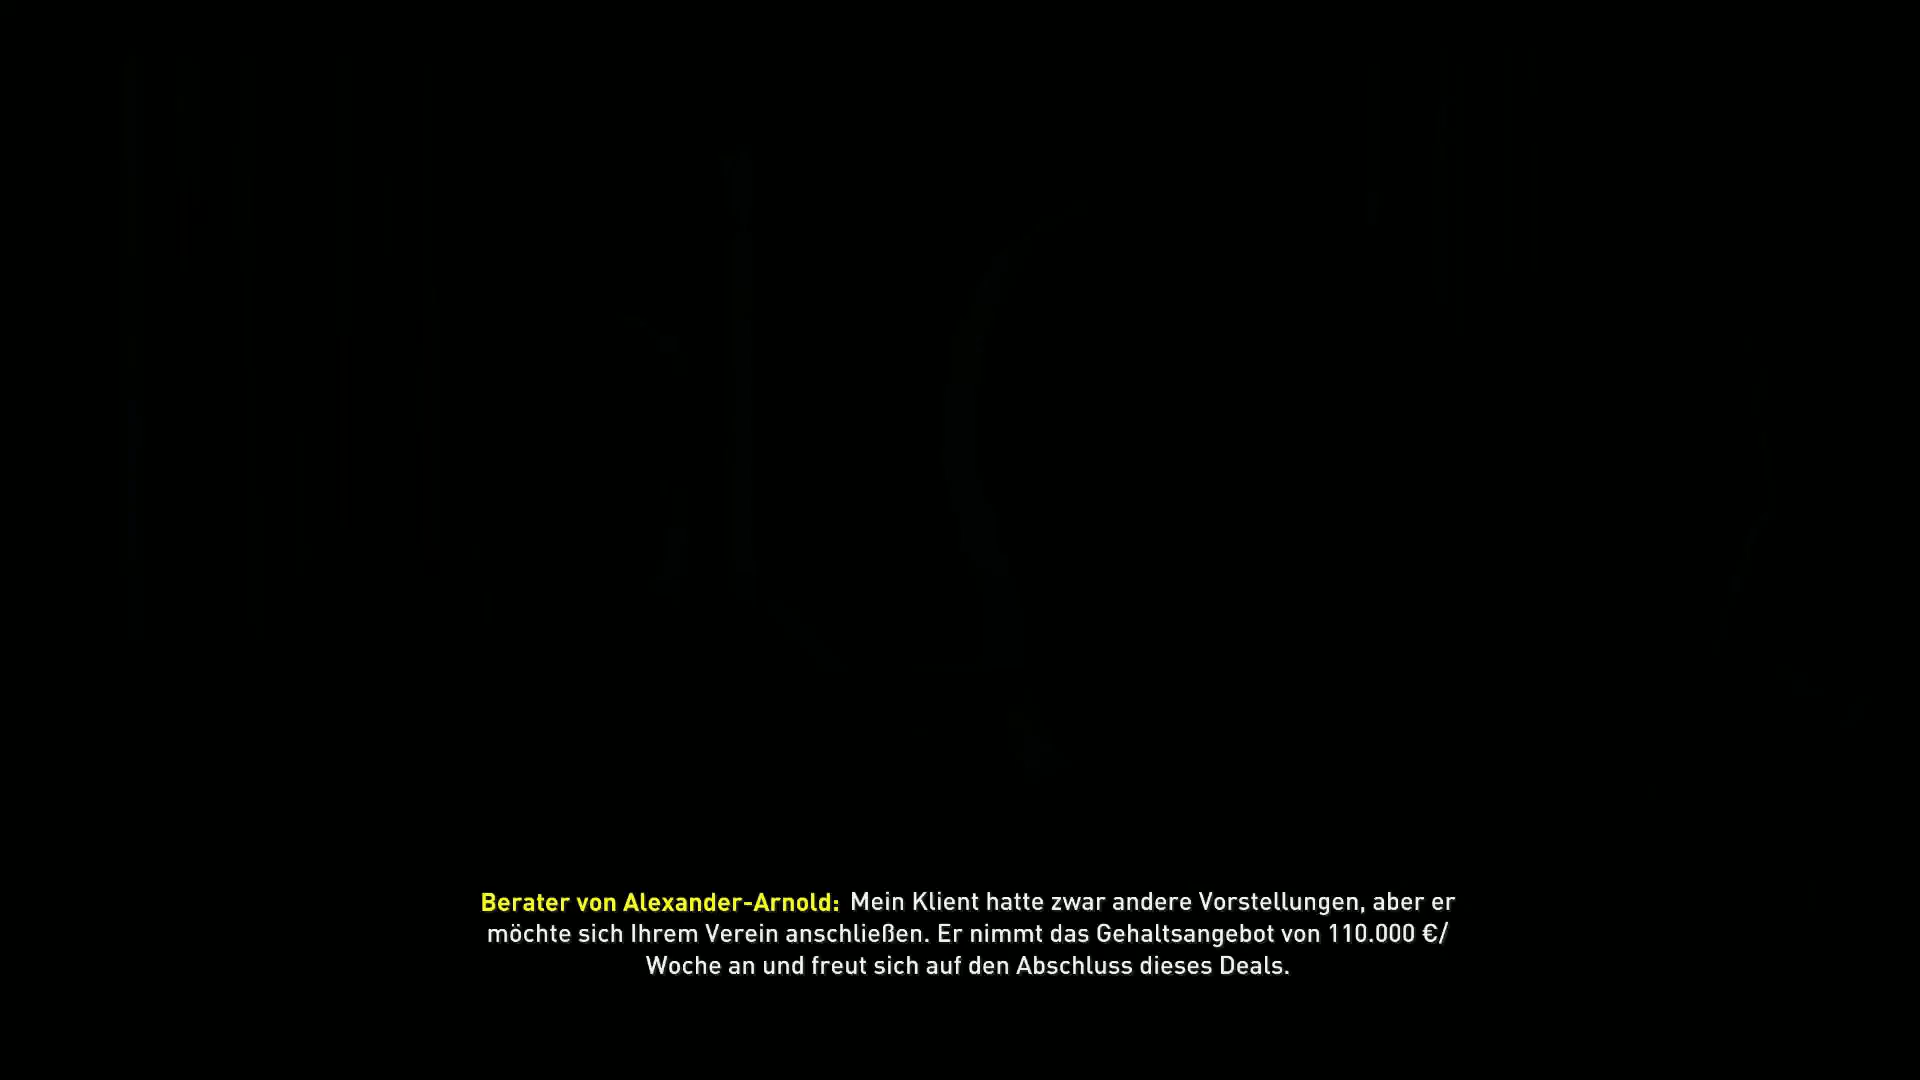 Berater von Alexander-Arnold: Mein Klient hatte zwar andere Vorstellungen, aber er
möchte sich Ihrem Verein anschließen. Er nimmt das Gehaltsangebot von 110.000 €/
Woche an und freut sich auf den Abschluss dieses Deals.